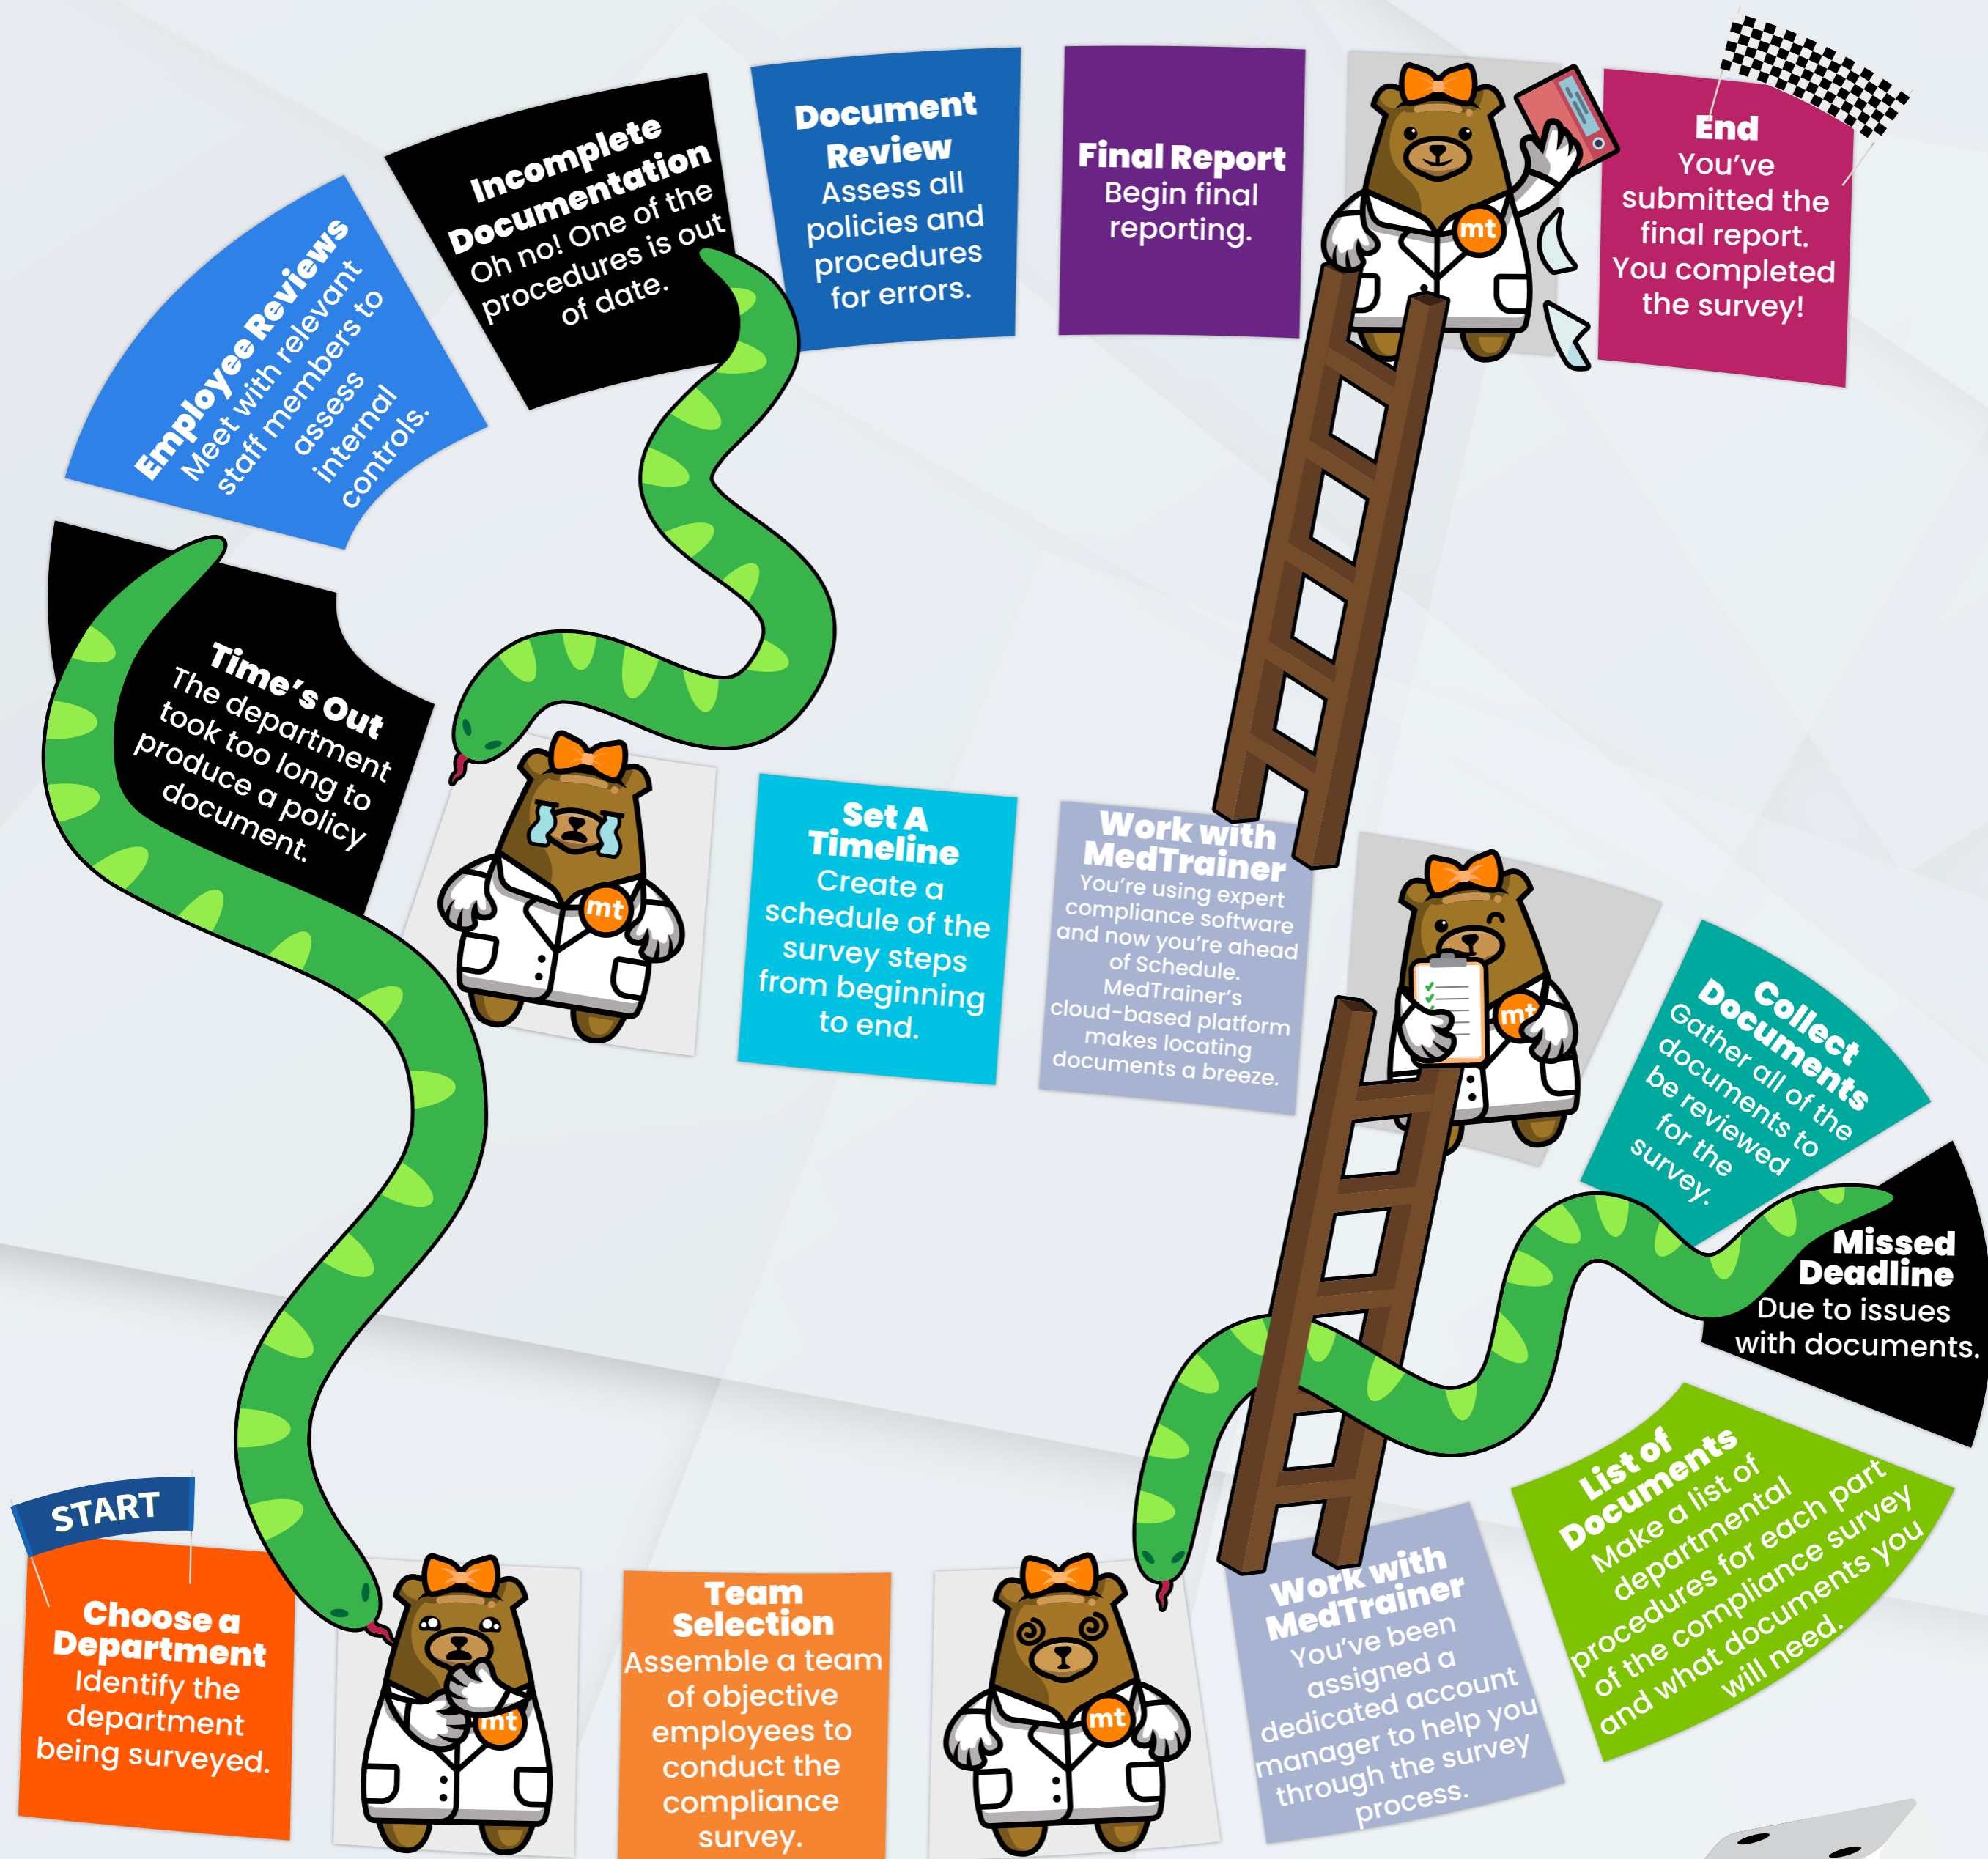 START
Choose a
Department
Identify the
department
being surveyed.
mt
Team
Selection
Assemble a team
of objective
employees to
conduct the
compliance
survey.
mt
Work with
MedTrainer
You've been
assigned a
dedicated account
manager to help you
through the survey
process.
List of
Documents
Make a list of
departmental
procedures for each part
of the compliance survey
and what documents you
will need.
Missed
Deadline
Due to issues
with documents.
Collect
Documents
Gather all of the
documents to
be reviewed
for the
survey.
mt
Work with
MedTrainer
You're using expert
compliance software
and now you're ahead
of Schedule.
MedTrainer's
cloud-based platform
makes locating
documents a breeze.
Set A
Timeline
Create a
schedule of the
survey steps
from beginning
to end.
mt
Time's Out
The department
took too long to
produce a policy
document.
Employee Reviews
Meet with relevant
staff members to
assess
internal
controls.
Incomplete
Documentation
Oh no! One of the
procedures is out
of date.
Document
Review
Assess all
policies and
procedures
for errors.
Final Report
Begin final
reporting.
mt
End
You've
submitted the
final report.
You completed
the survey!